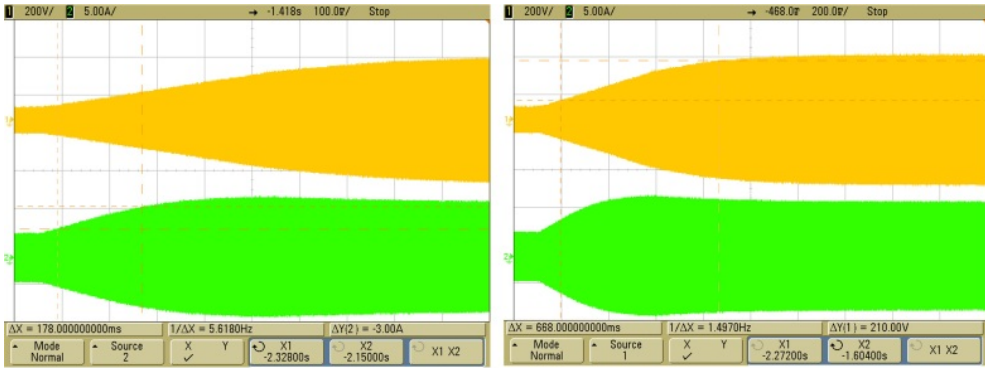 1 200V/ 2 5.00A/ -1.418s 100.0m/ Stop
ΔX = 178.000000000ms 1/ΔX = 5.6180Hz ΔY(2) = -3.00A
Mode Normal Source 2 X Y X1 -2.32800s X2 -2.15000s X1 X2
1 200V/ 2 5.00A/ -468.0m 200.0m/ Stop
ΔX = 668.000000000ms 1/ΔX = 1.4970Hz ΔY(1) = 210.00V
Mode Normal Source 1 X Y X1 -2.27200s X2 -1.60400s X1 X2